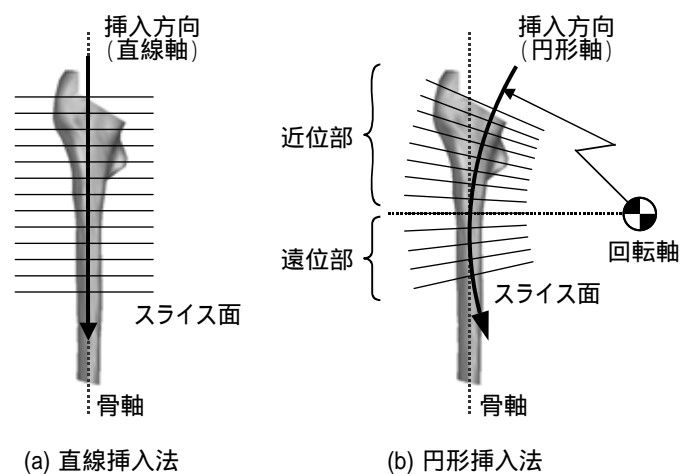 挿入方向
(直線軸)
スライス面
骨軸
(a) 直線挿入法
挿入方向
(円形軸)
近位部
遠位部
回転軸
スライス面
骨軸
(b) 円形挿入法